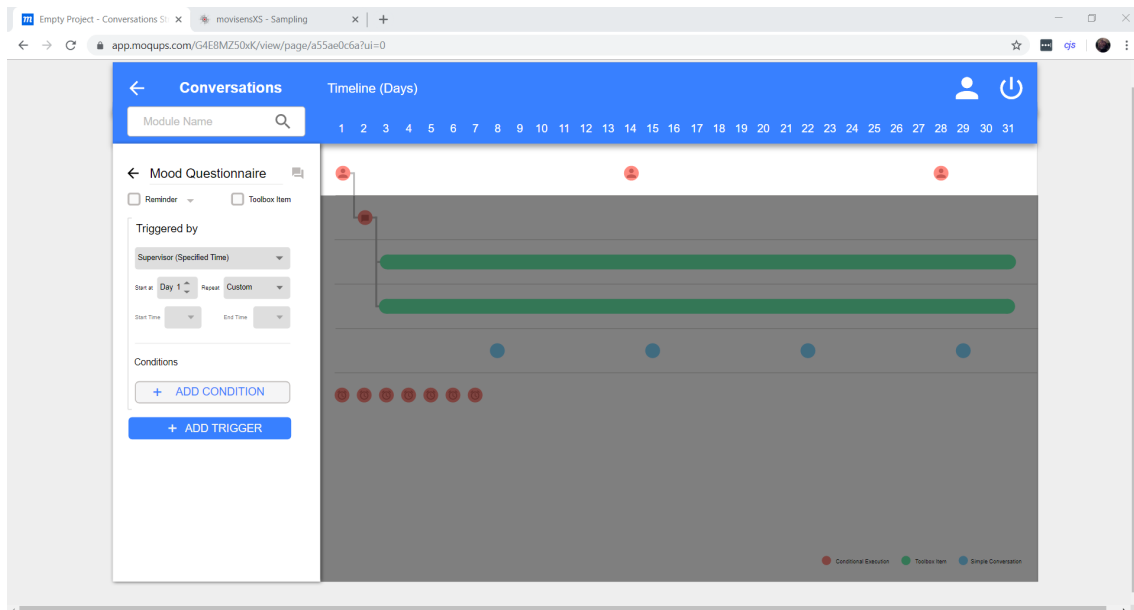 Empty Project - Conversations St
movisensXS - Sampling
app.moqups.com/G4E8MZ50xK/view/page/a55ae0c6a?ui=0
cjs
Conversations
Timeline (Days)
Module Name
1 2 3 4 5 6 7 8 9 10 11 12 13 14 15 16 17 18 19 20 21 22 23 24 25 26 27 28 29 30 31
Mood Questionnaire
Reminder
Toolbox Item
Triggered by
Supervisor (Specified Time)
Start at Day 1 Repeat Custom
Start Time End Time
Conditions
+ ADD CONDITION
+ ADD TRIGGER
Conditional Execution Toolbox Item Simple Conversation